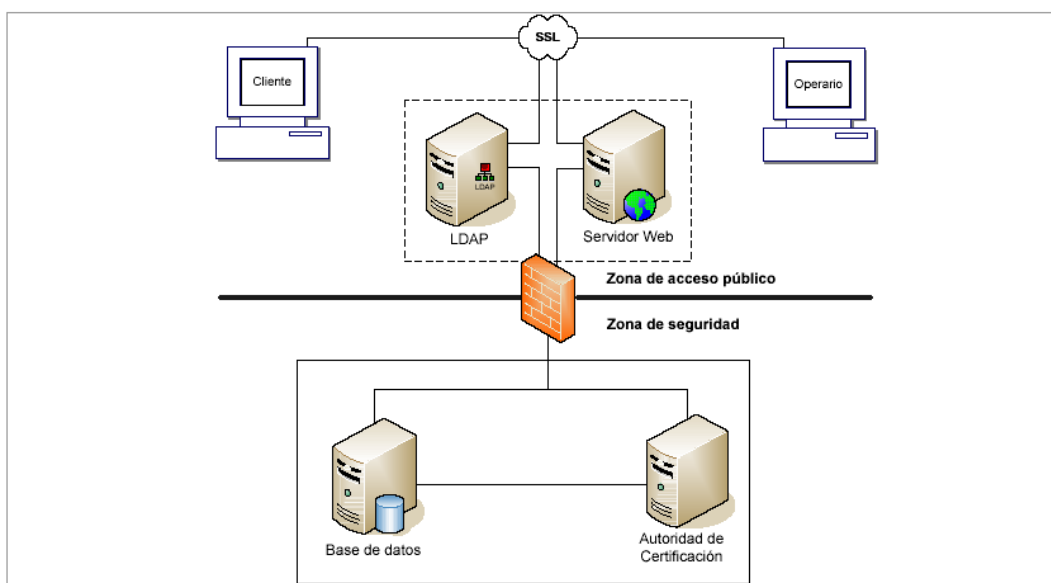 SSL
Cliente
Operario
LDAP
LDAP
Servidor Web
Zona de acceso público
Zona de seguridad
Base de datos
Autoridad de
Certificación